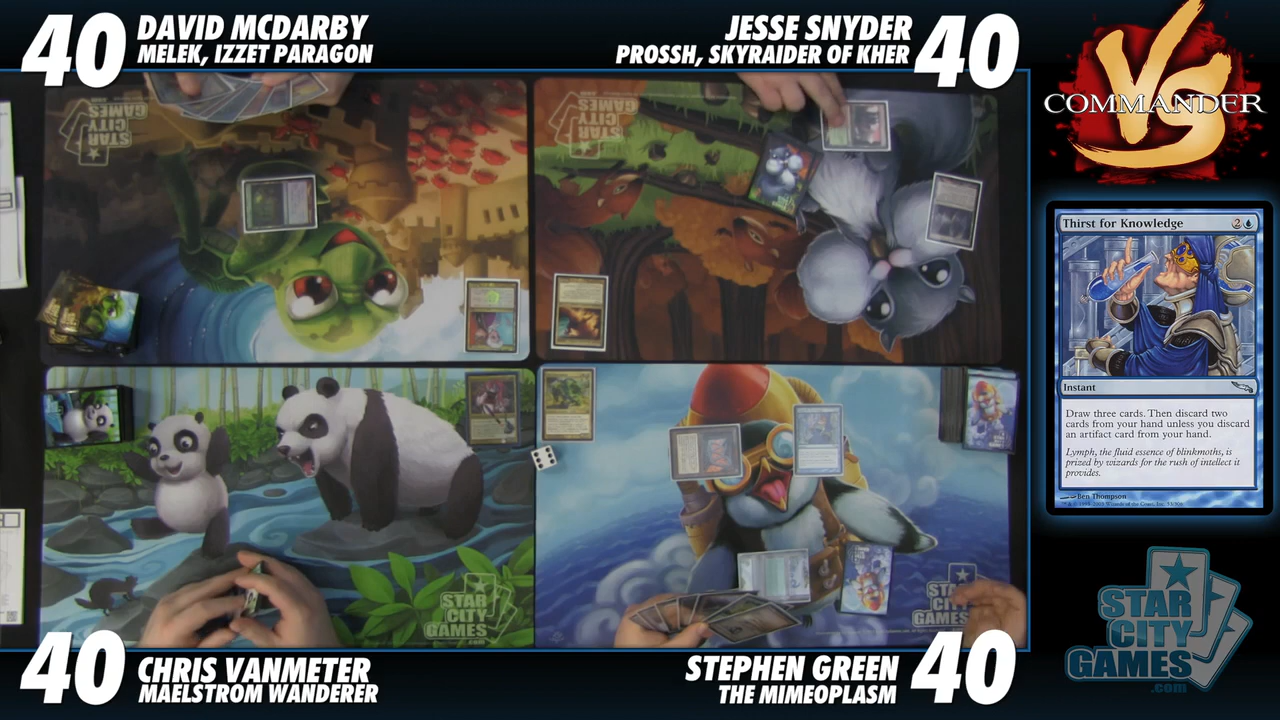 40 DAVID MCDARBY
MELEK, IZZET PARAGON
JESSE SNYDER 40
PROSSH, SKYRAIDER OF KHER
VS
COMMANDER
STAR
CITY
GAMES
STAR
CITY
GAMES
Thirst for Knowledge 2
Instant
Draw three cards. Then discard two
cards from your hand unless you discard
an artifact card from your hand.
Lymph, the fluid essence of blinkmoths, is
prized by wizards for the rush of intellect it
provides.
Ben Thompson
STAR
CITY
GAMES
.com
STAR
CITY
GAMES
STAR
CITY
GAMES
.com
40 CHRIS VANMETER
MAELSTROM WANDERER
STEPHEN GREEN 40
THE MIMEOPLASM